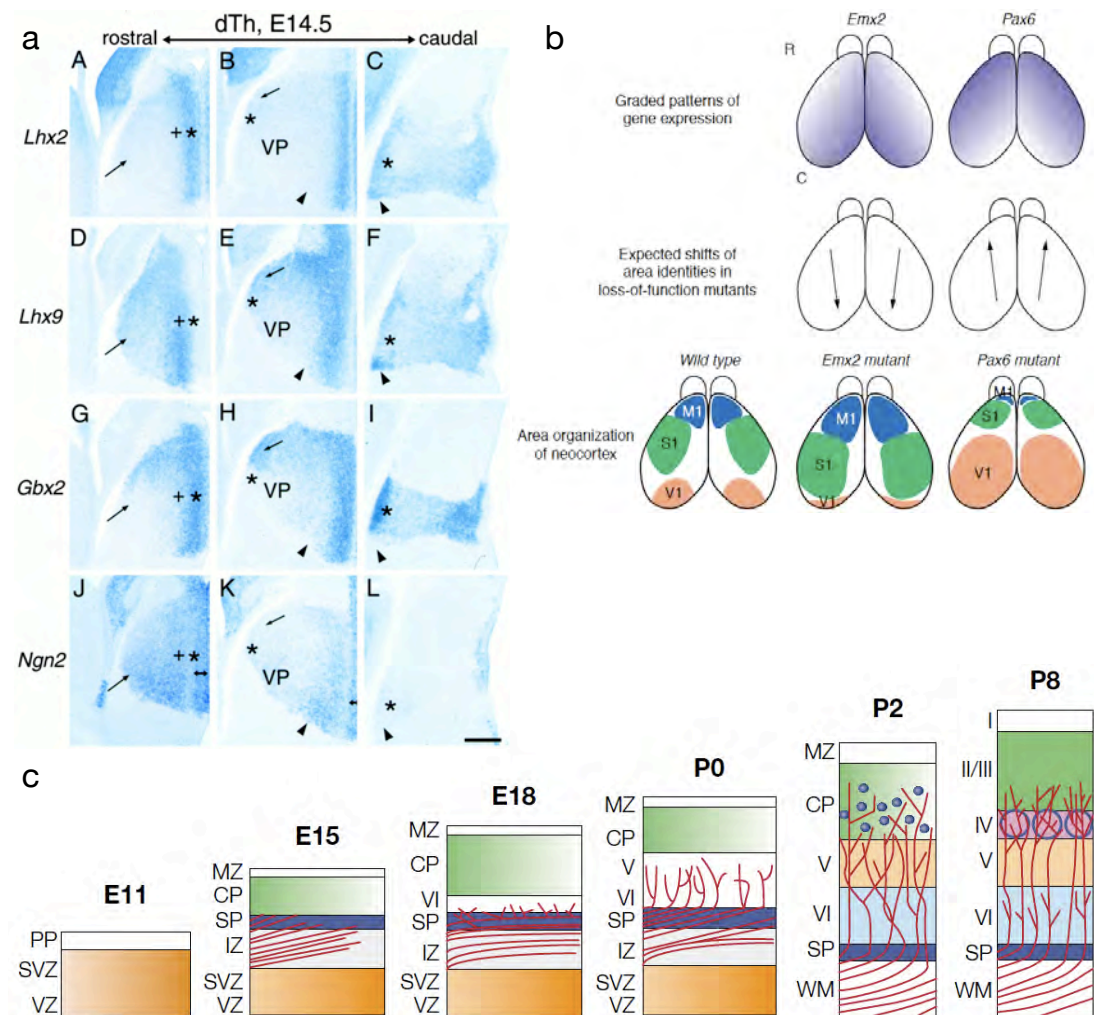 a
dTh, E14.5
rostral
caudal
A
B
C
Lhx2
+ *
*
VP
*
D
E
F
Lhx9
+ *
*
VP
*
G
H
I
Gbx2
+ *
*
VP
*
J
K
L
Ngn2
+ *
*
VP
*
b
Emx2
Pax6
R
Graded patterns of
gene expression
C
Expected shifts of
area identities in
loss-of-function mutants
Wild type
Emx2 mutant
Pax6 mutant
Area organization
of neocortex
M1
S1
V1
M1
S1
V1
M1
S1
V1
c
E11
PP
SVZ
VZ
E15
MZ
CP
SP
IZ
SVZ
VZ
E18
MZ
CP
VI
SP
IZ
SVZ
VZ
P0
MZ
CP
V
VI
SP
IZ
SVZ
VZ
P2
MZ
CP
V
VI
SP
WM
P8
I
II/III
IV
V
VI
SP
WM